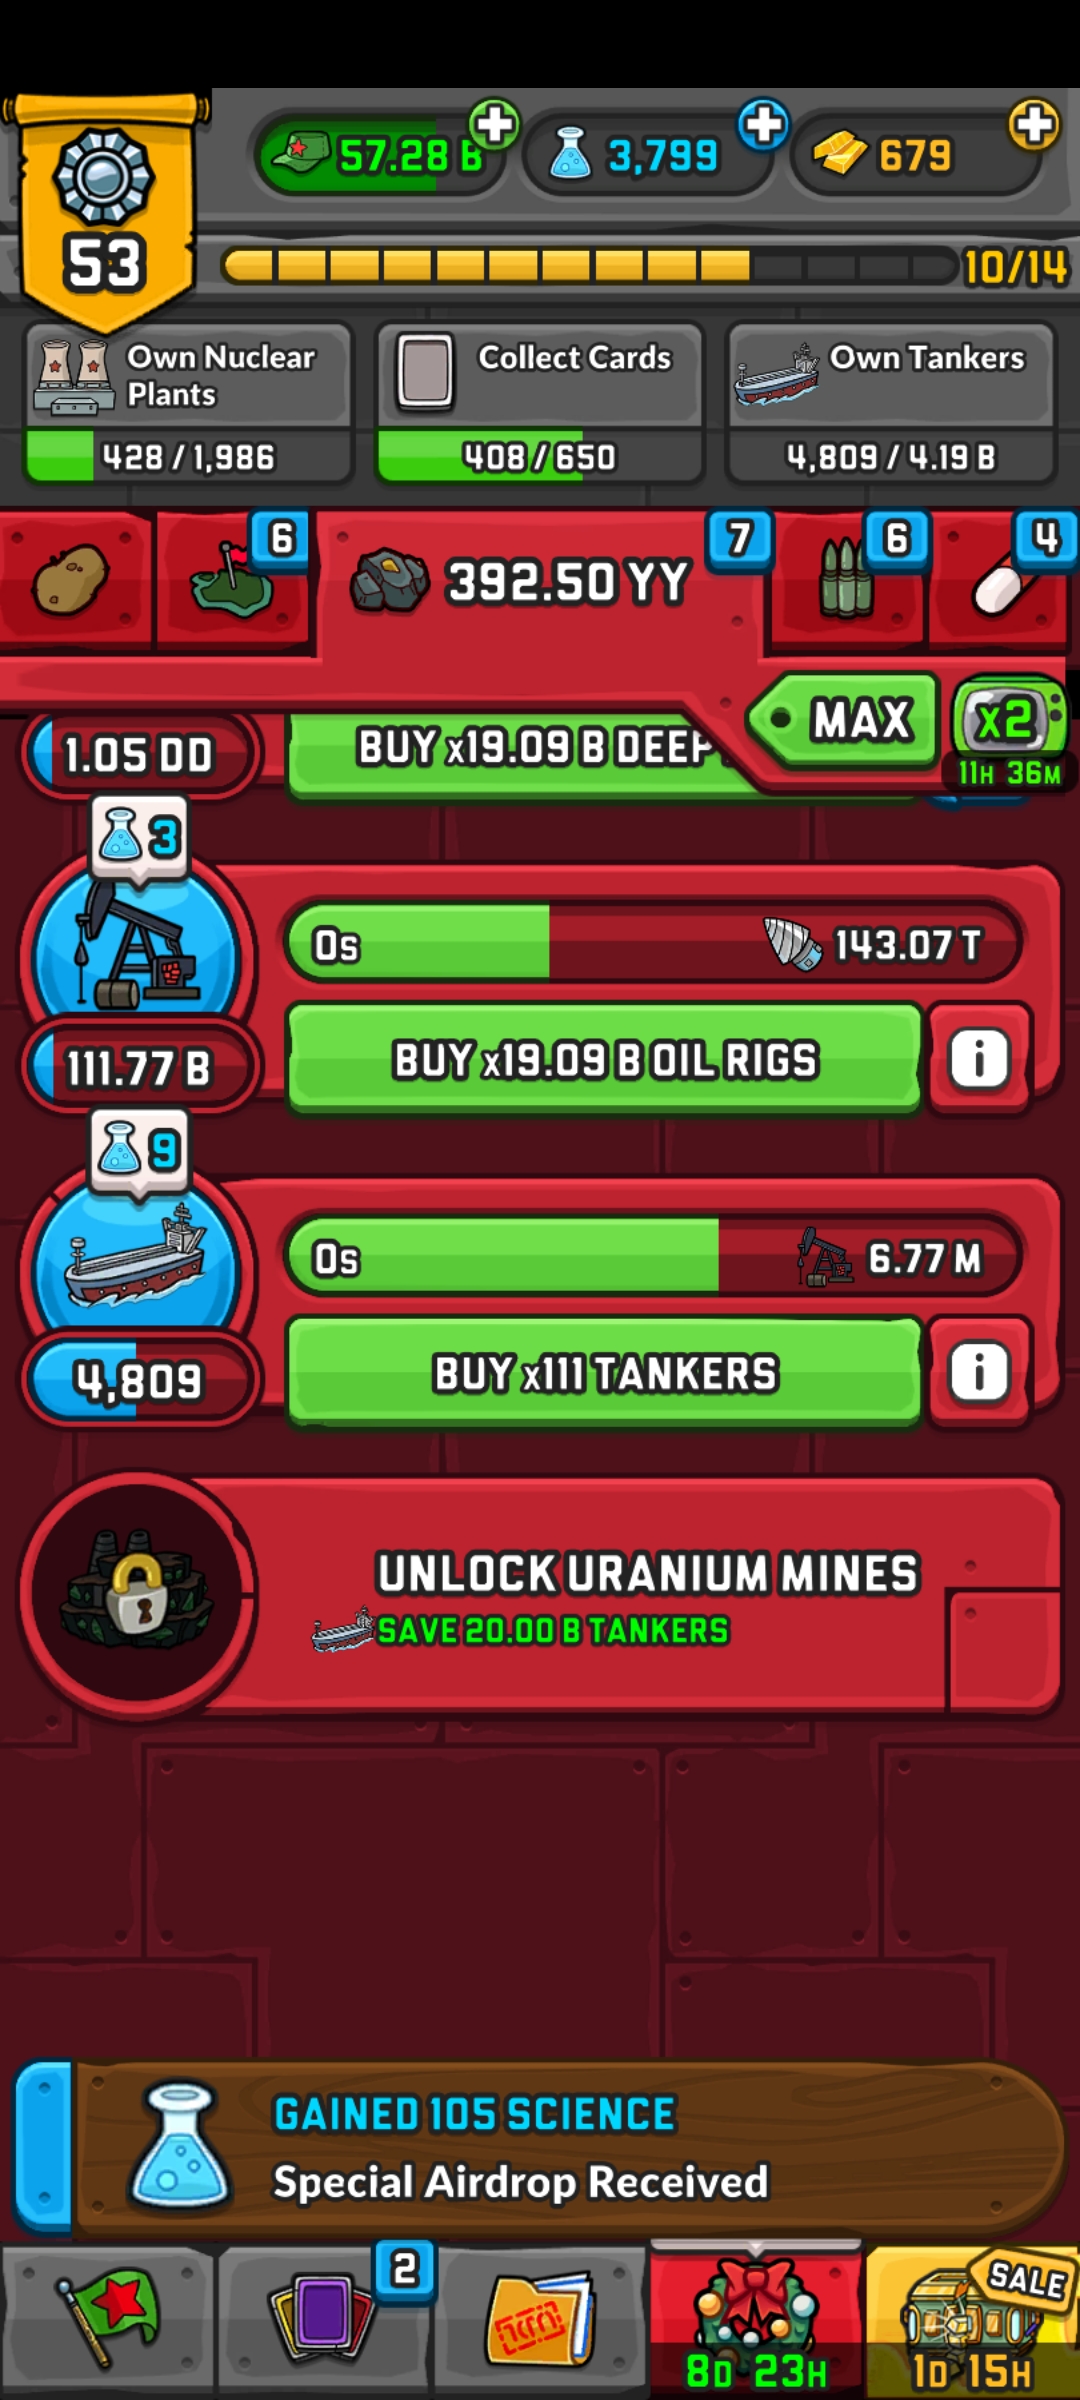 57.28 B
3,799
679
53
10/14
Own Nuclear
Plants
Collect Cards
Own Tankers
428 / 1,986
408 / 650
4,809 / 4.19 B
6
392.50 YY
7
6
4
MAX
x2
11H 36M
1.05 DD
BUY x19.09 B DEEP
3
0s
143.07 T
111.77 B
BUY x19.09 B OIL RIGS
i
9
0s
6.77 M
4,809
BUY x111 TANKERS
i
UNLOCK URANIUM MINES
SAVE 20.00 B TANKERS
GAINED 105 SCIENCE
Special Airdrop Received
2
SALE
8D 23H
1D 15H